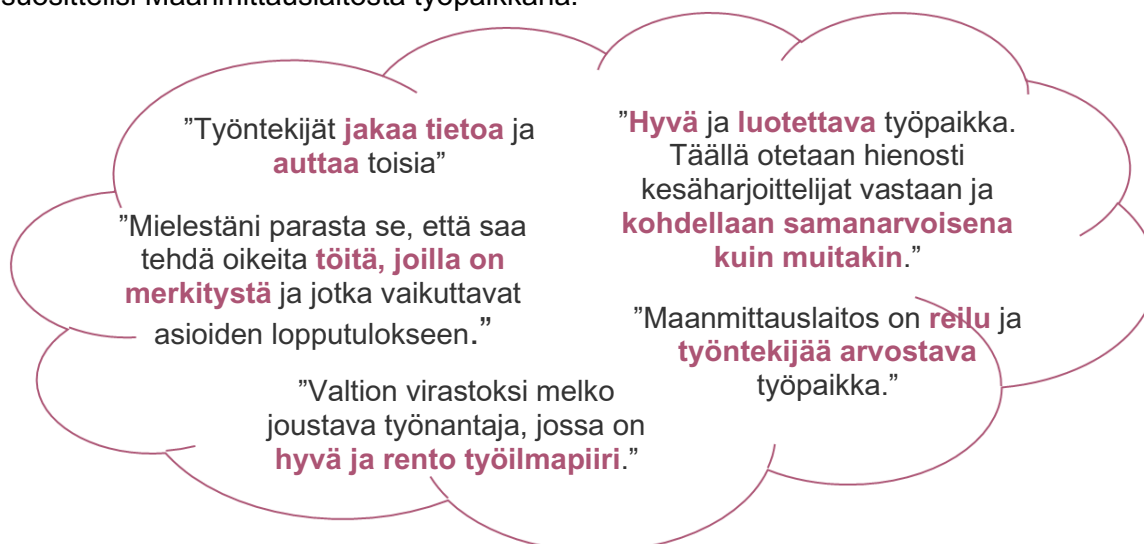 suosittelisi Maanmittauslaitosta työpaikkana.
”Työntekijät jakaa tietoa ja
auttaa toisia”
”Mielestäni parasta se, että saa
tehdä oikeita töitä, joilla on
merkitystä ja jotka vaikuttavat
asioiden lopputulokseen.”
”Valtion virastoksi melko
joustava työnantaja, jossa on
hyvä ja rento työilmapiiri.”
”Hyvä ja luotettava työpaikka.
Täällä otetaan hienosti
kesäharjoittelijat vastaan ja
kohdellaan samanarvoisena
kuin muitakin.”
”Maanmittauslaitos on reilu ja
työntekijää arvostava
työpaikka.”